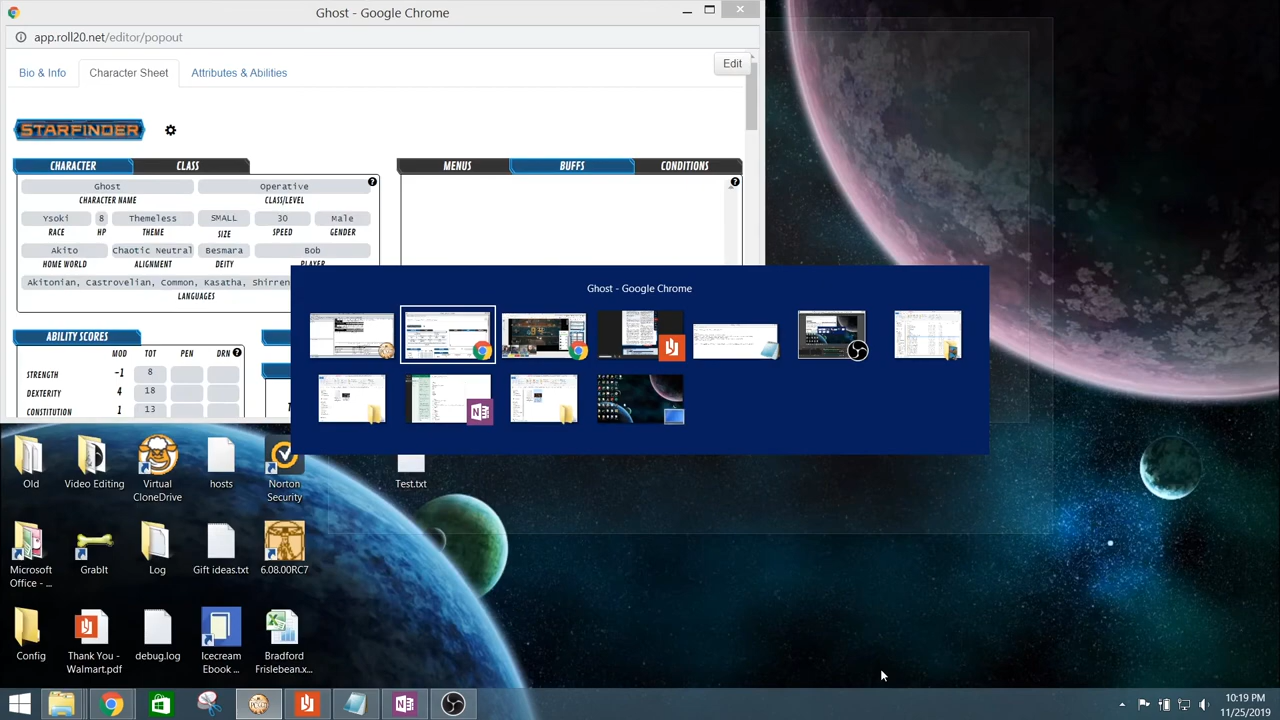 Ghost - Google Chrome
app.roll20.net/editor/popout
Bio & Info
Character Sheet
Attributes & Abilities
Edit
STARFINDER
CHARACTER
CLASS
MENUS
BUFFS
CONDITIONS
Ghost
Operative
CHARACTER NAME
CLASS/LEVEL
Ysoki
8
Themeless
SMALL
30
Male
RACE
HP
THEME
SIZE
SPEED
GENDER
Akito
Chaotic Neutral
Besmara
Bob
HOME WORLD
ALIGNMENT
DEITY
PLAYER
Akitonian, Castrovelian, Common, Kasatha, Shirren
LANGUAGES
ABILITY SCORES
MOD
TOT
PEN
DRN
STRENGTH
-1
8
DEXTERITY
4
18
CONSTITUTION
1
13
Ghost - Google Chrome
Old
Video Editing
Virtual
CloneDrive
hosts
Norton
Security
Test.txt
Microsoft
Office - ...
GrabIt
Log
Gift ideas.txt
6.08.00RC7
Config
Thank You -
Walmart.pdf
debug.log
Icecream
Ebook ...
Bradford
Frislebean.x...
10:19 PM
11/25/2019